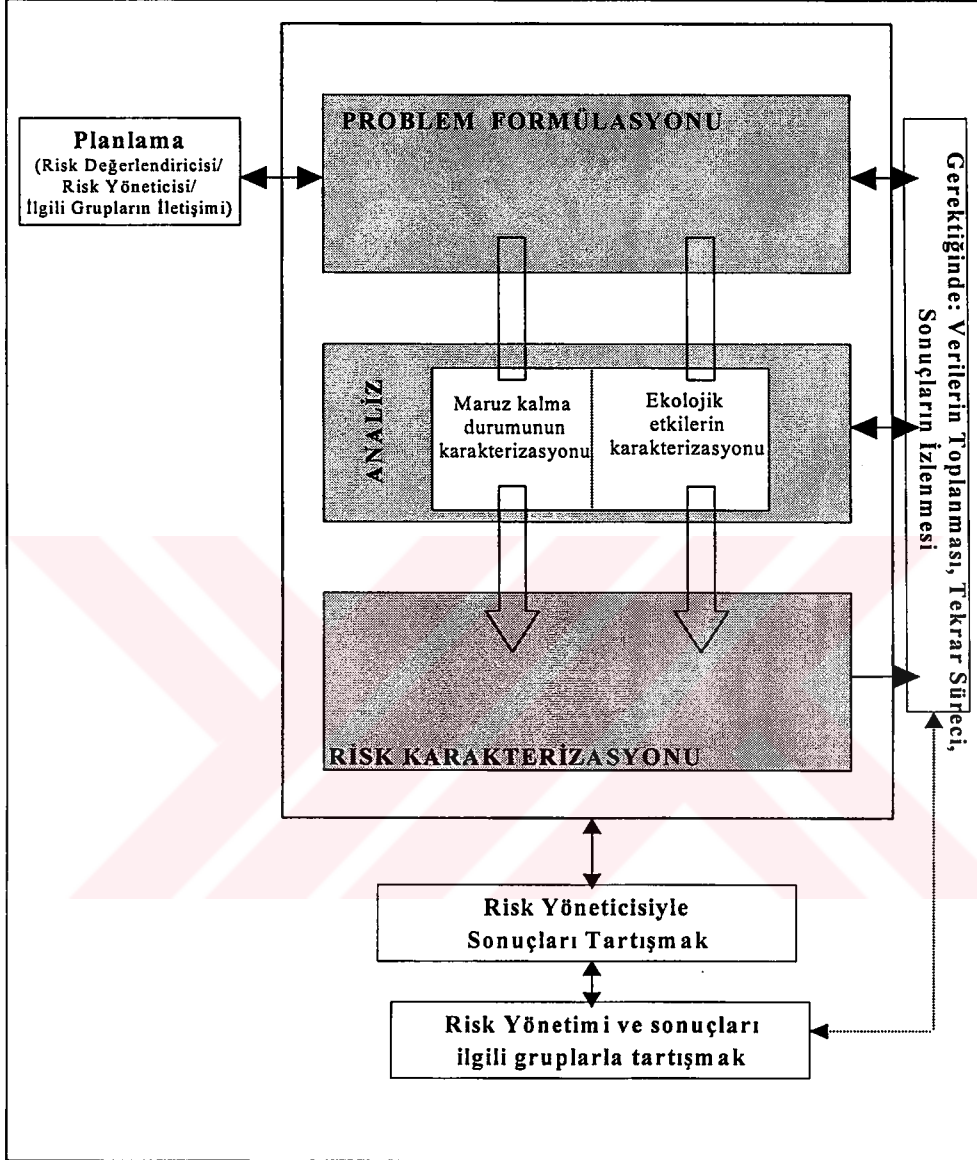 PROBLEM FORMÜLASYONU
Planlama
(Risk Değerlendiricisi/
Risk Yöneticisi/
İlgili Grupların İletişimi)
ANALİZ
Maruz kalma
durumunun
karakterizasyonu
Ekolojik
etkilerin
karakterizasyonu
Gerektiğinde: Verilerin Toplanması, Tekrar Süreci,
Sonuçların İzlenmesi
RİSK KARAKTERİZASYONU
Risk Yöneticisiyle
Sonuçları Tartışmak
Risk Yönetimi ve sonuçları
ilgili gruplarla tartışmak